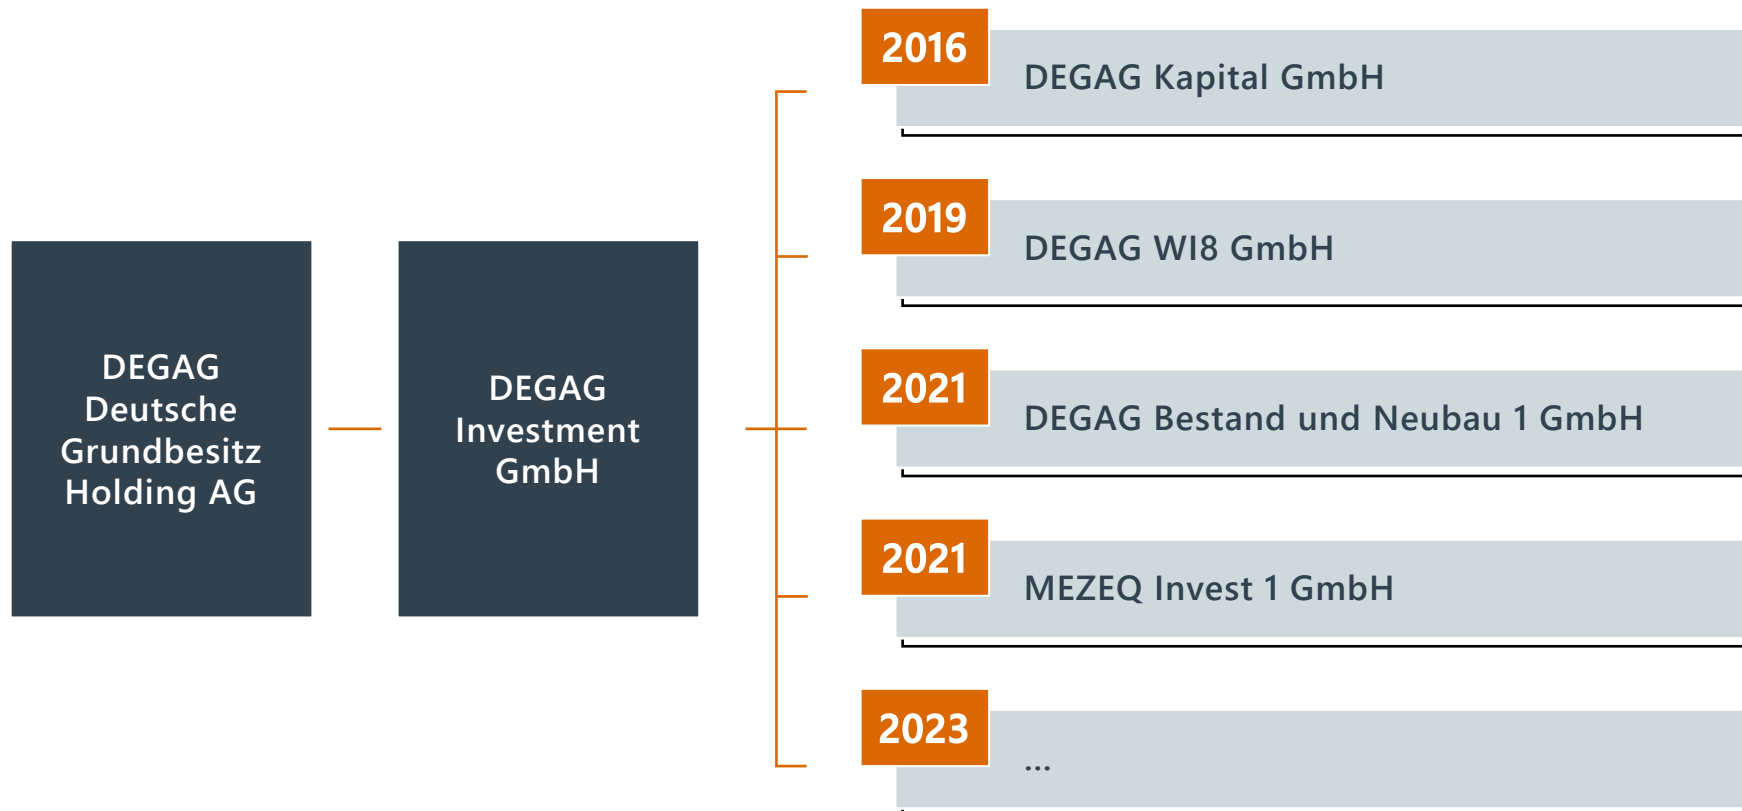 DEGAG
Deutsche
Grundbesitz
Holding AG
DEGAG
Investment
GmbH
2016
DEGAG Kapital GmbH
2019
DEGAG WI8 GmbH
2021
DEGAG Bestand und Neubau 1 GmbH
2021
MEZEQ Invest 1 GmbH
2023
...